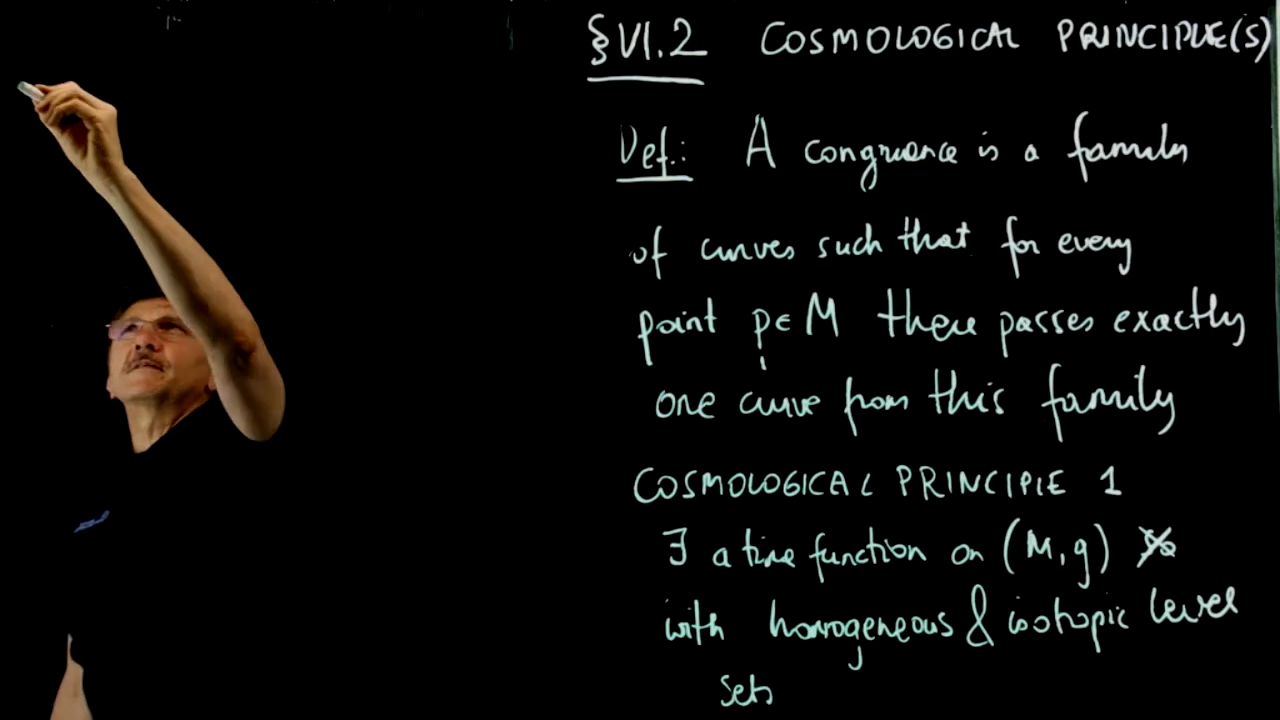 §VI.2 COSMOLOGICAL PRINCIPLE(S)
Def.: A congruence is a family
of curves such that for every
point p∈M there passes exactly
one curve from this family
COSMOLOGICAL PRINCIPLE 1
∃ a time function on (M,g)
with homogeneous & isotopic level
sets